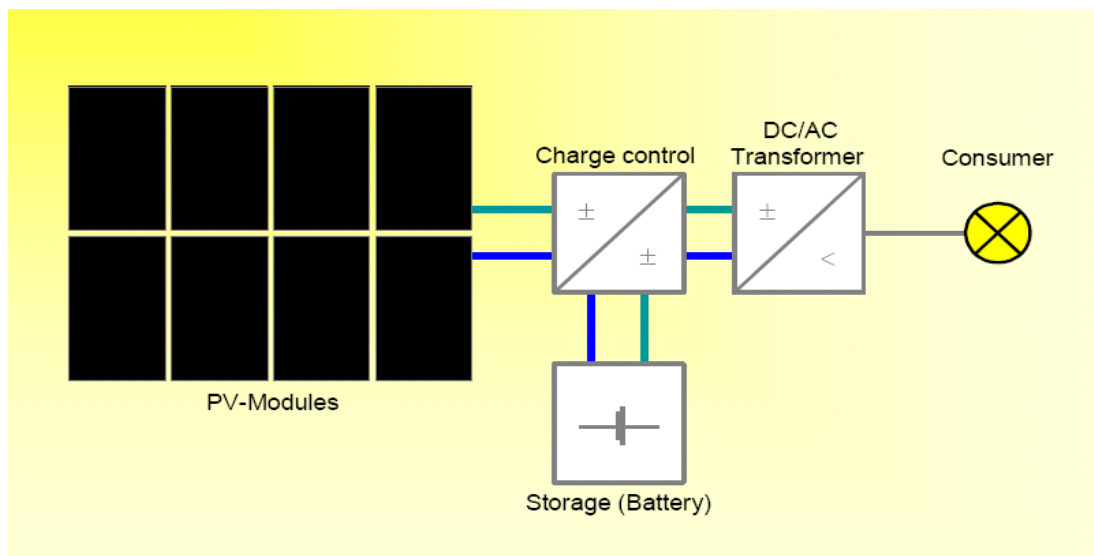 DC/AC
Charge control
Transformer
Consumer
±
±
±
<
PV-Modules
Storage (Battery)